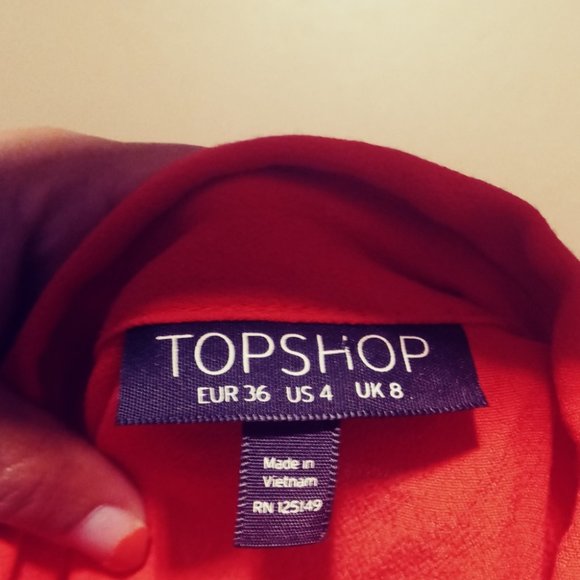 TOPSHOP
EUR 36 US 4 UK 8
Made in
Vietnam
RN 125149